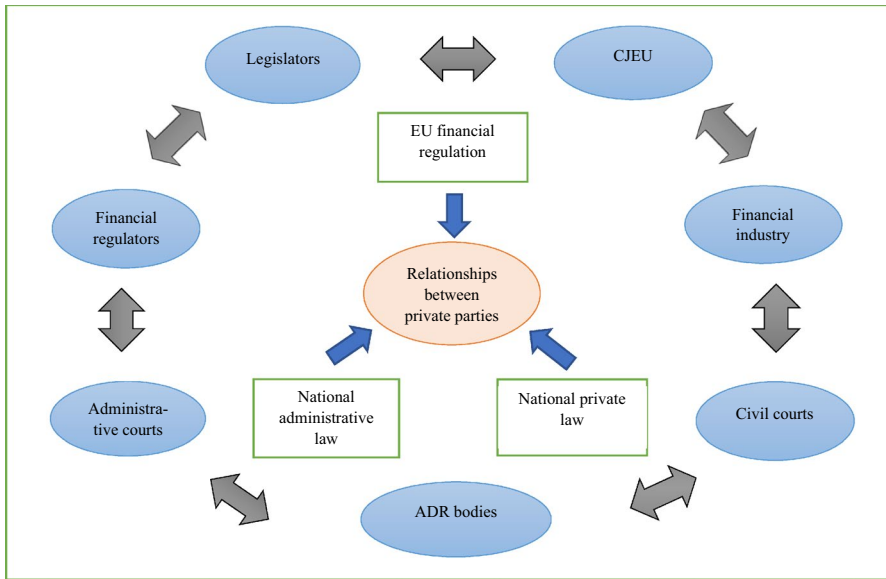 Legislators
CJEU
EU financial
regulation
Financial
regulators
Financial
industry
Relationships
between
private parties
National
administrative
law
National private
law
Administra-
tive courts
Civil courts
ADR bodies